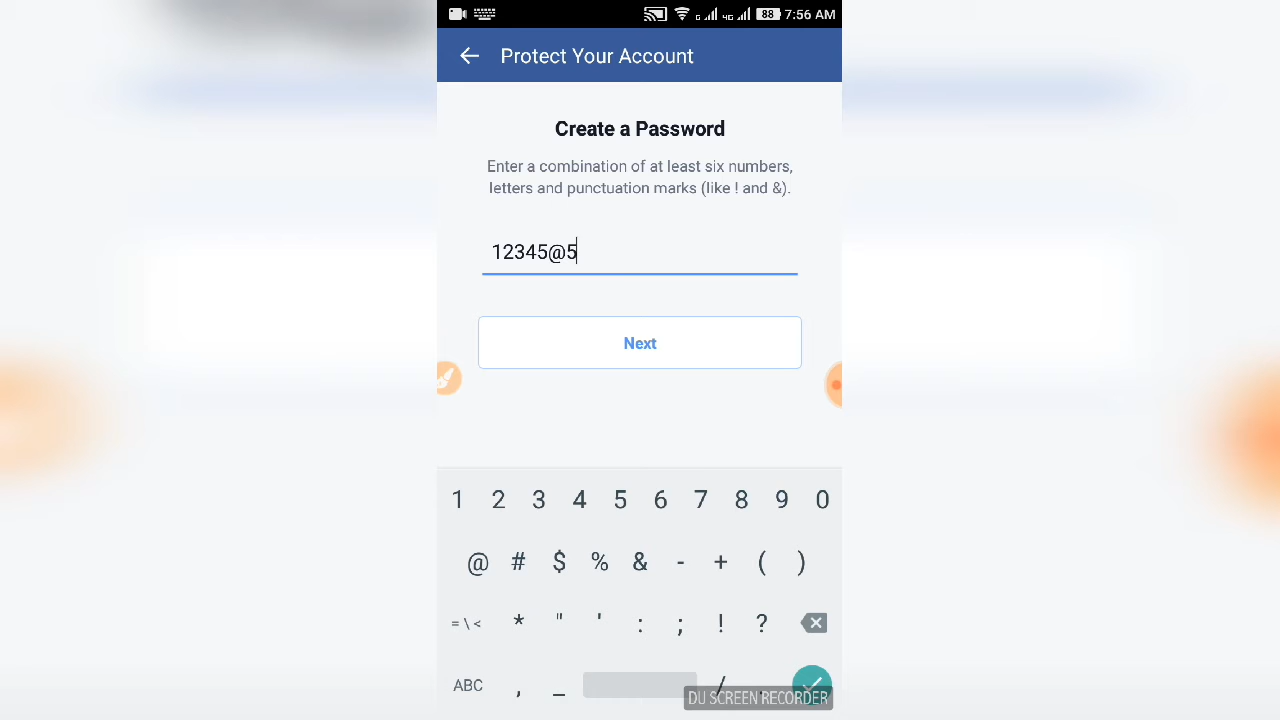 4G 88 7:56 AM
Protect Your Account
Create a Password
Enter a combination of at least six numbers,
letters and punctuation marks (like ! and &).
12345@5
Next
1 2 3 4 5 6 7 8 9 0
@ # $ % & - + ( )
= \ < * " ' : ; ! ?
ABC , _ / .
DU SCREEN RECORDER